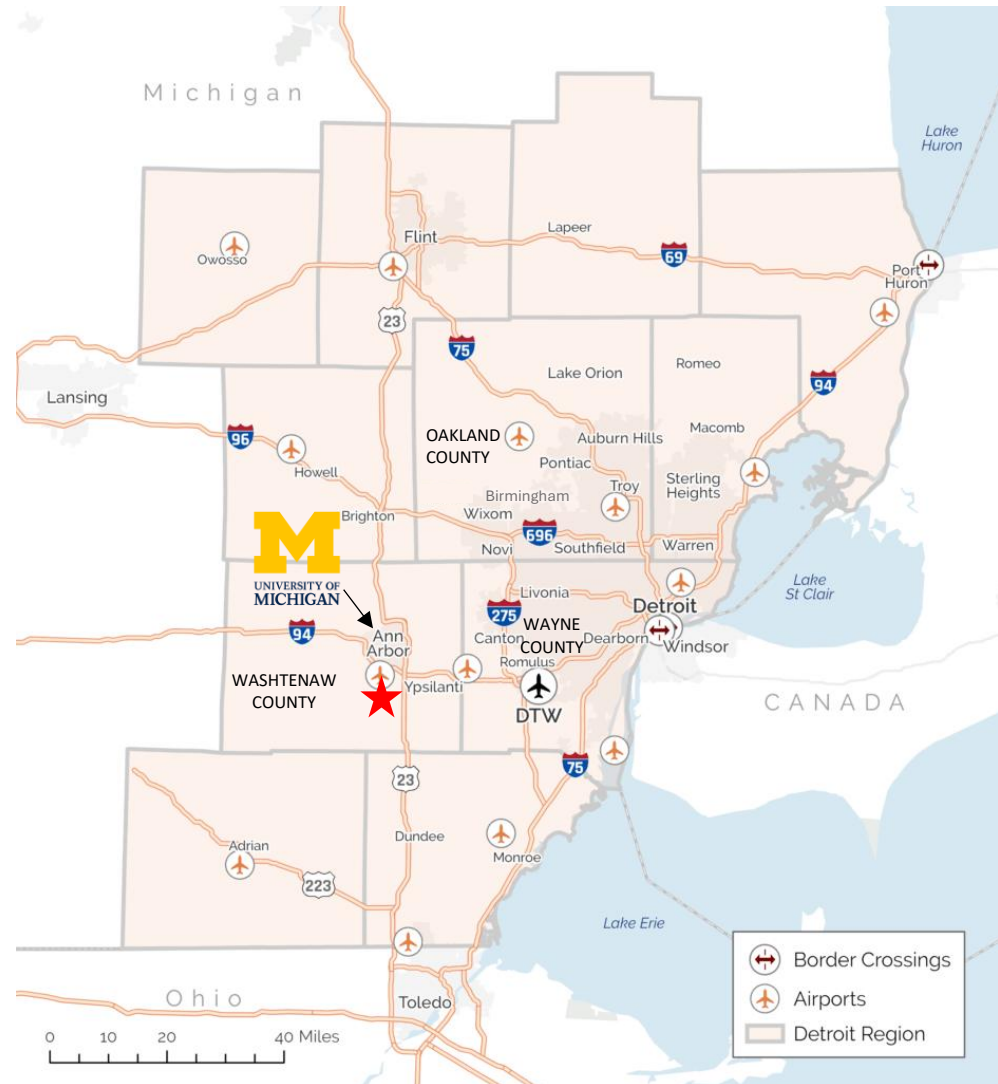 Michigan
Lake
Huron
Flint
Lapeer
69
Owosso
Port
Huron
23
75
Lake Orion
Romeo
94
Lansing
96
OAKLAND
COUNTY
Auburn Hills
Macomb
Howell
Pontiac
Troy
Sterling
Heights
Birmingham
Brighton
Wixom
696
Novi
Southfield
Warren
M
UNIVERSITY OF
MICHIGAN
Lake
St Clair
Livonia
275
Detroit
94
Ann
Arbor
Canton
WAYNE
COUNTY
Dearborn
Windsor
Romulus
WASHTENAW
COUNTY
Ypsilanti
DTW
CANADA
75
23
Dundee
Adrian
Monroe
223
Lake Erie
Border Crossings
Airports
Detroit Region
Ohio
Toledo
0 10 20 40 Miles